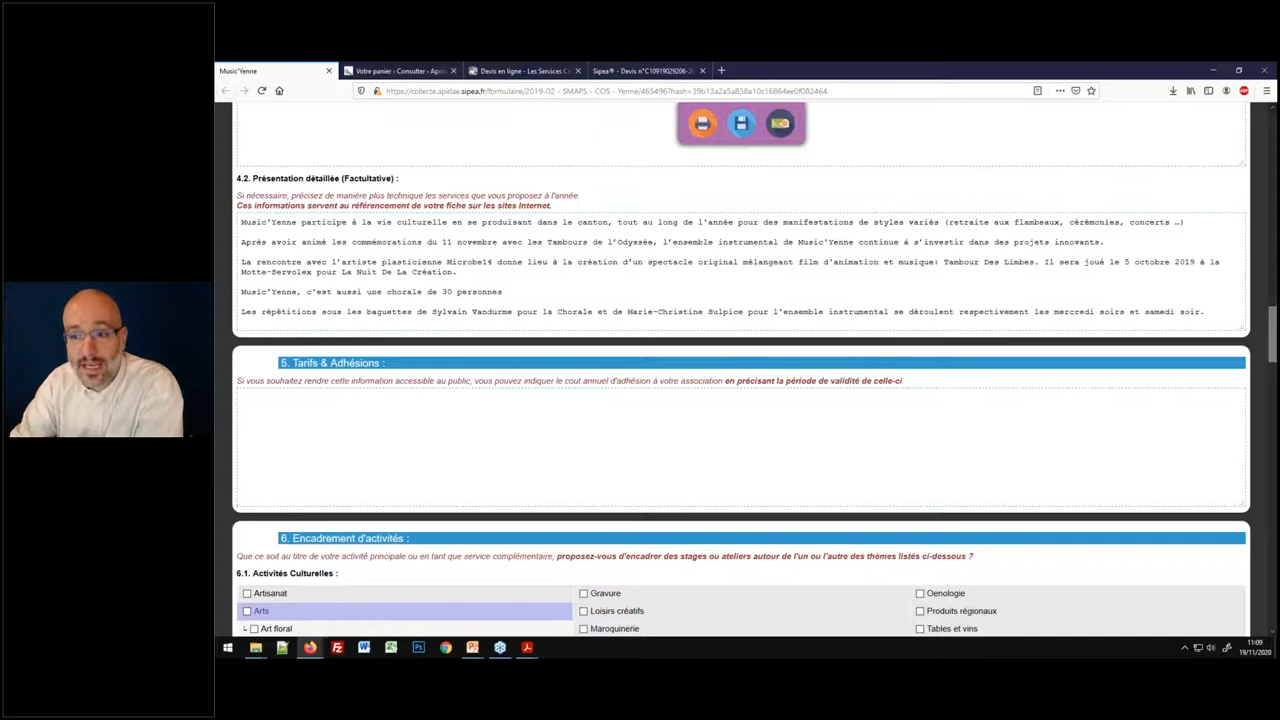 Music'Yenne
Votre panier - Consulter - Apid
Devis en ligne - Les Services C
Sipea® - Devis n°C10919029206-20
https://collecte.apidae.sipea.fr/formulaire/2019-02 - SMAPS - COS - Yenne/465496?hash=39b13a2a5a838a10c16864ee0f082464
4.2. Présentation détaillée (Factultative) :
Si nécessaire, précisez de manière plus technique les services que vous proposez à l'année.
Ces informations servent au référencement de votre fiche sur les sites Internet.
Music'Yenne participe à la vie culturelle en se produisant dans le canton, tout au long de l'année pour des manifestations de styles variés (retraite aux flambeaux, cérémonies, concerts …)
Après avoir animé les commémorations du 11 novembre avec les Tambours de l'Odyssée, l'ensemble instrumental de Music'Yenne continue à s'investir dans des projets innovants.
La rencontre avec l'artiste plasticienne Microbe14 donne lieu à la création d'un spectacle original mélangeant film d'animation et musique: Tambour Des Limbes. Il sera joué le 5 octobre 2019 à la
Motte-Servolex pour La Nuit De La Création.
Music'Yenne, c'est aussi une chorale de 30 personnes
Les répétitions sous les baguettes de Sylvain Vandurme pour la Chorale et de Marie-Christine Sulpice pour l'ensemble instrumental se déroulent respectivement les mercredi soirs et samedi soir.
5. Tarifs & Adhésions :
Si vous souhaitez rendre cette information accessible au public, vous pouvez indiquer le cout annuel d'adhésion à votre association en précisant la période de validité de celle-ci.
6. Encadrement d'activités :
Que ce soit au titre de votre activité principale ou en tant que service complémentaire, proposez-vous d'encadrer des stages ou ateliers autour de l'un ou l'autre des thèmes listés ci-dessous ?
6.1. Activités Culturelles :
Artisanat
Gravure
Oenologie
Arts
Loisirs créatifs
Produits régionaux
Art floral
Maroquinerie
Tables et vins
11:09
19/11/2020